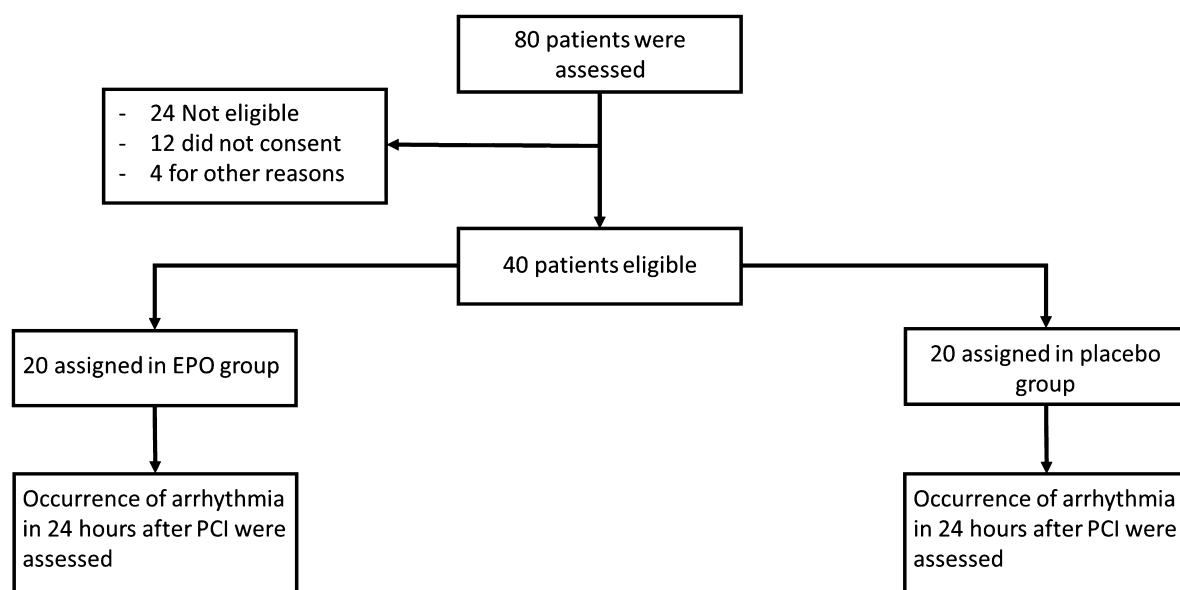 80 patients were
assessed
- 24 Not eligible
- 12 did not consent
- 4 for other reasons
40 patients eligible
20 assigned in EPO group
20 assigned in placebo
group
Occurrence of arrhythmia
in 24 hours after PCI were
assessed
Occurrence of arrhythmia
in 24 hours after PCI were
assessed